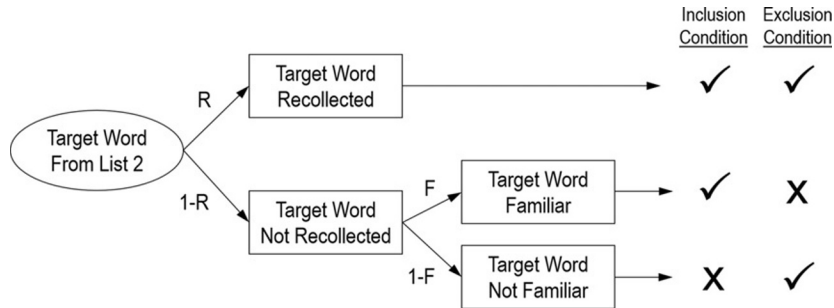 Inclusion Exclusion
Condition Condition
Target Word
Recollected
R
Target Word
From List 2
1-R
Target Word
Not Recollected
F
Target Word
Familiar
1-F
Target Word
Not Familiar
✓ ✓
✓ X
X ✓